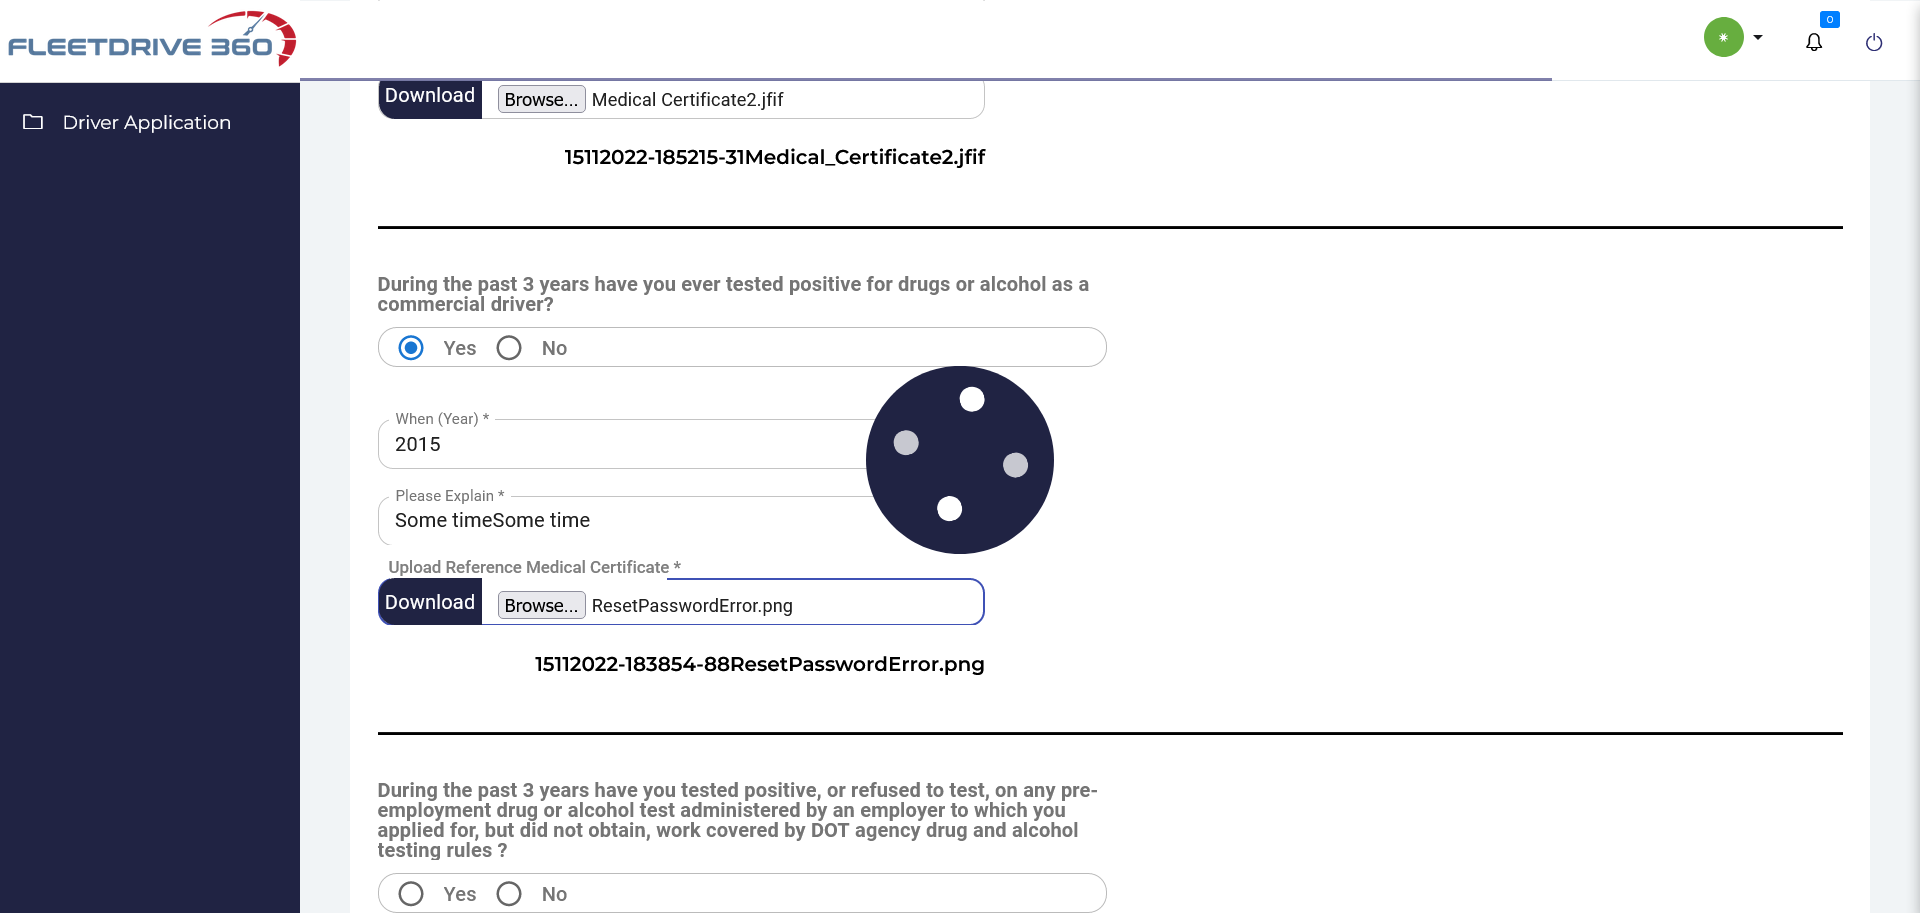 FLEETDRIVE 360
0
Driver Application
Download
Browse... Medical Certificate2.jfif
15112022-185215-31Medical_Certificate2.jfif
During the past 3 years have you ever tested positive for drugs or alcohol as a
commercial driver?
Yes
No
When (Year) *
2015
Please Explain *
Some timeSome time
Upload Reference Medical Certificate *
Download
Browse... ResetPasswordError.png
15112022-183854-88ResetPasswordError.png
During the past 3 years have you tested positive, or refused to test, on any pre-
employment drug or alcohol test administered by an employer to which you
applied for, but did not obtain, work covered by DOT agency drug and alcohol
testing rules ?
Yes
No